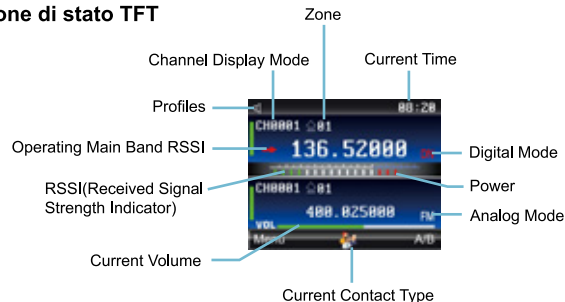 one di stato TFT
Zone
Channel Display Mode
Current Time
Profiles
08:20
CH0001 01
Operating Main Band RSSI
136.52000
Digital Mode
RSSI(Received Signal
Strength Indicator)
Power
CH0001 01
400.025000
FM
Analog Mode
VOL
Menu
A/B
Current Volume
Current Contact Type